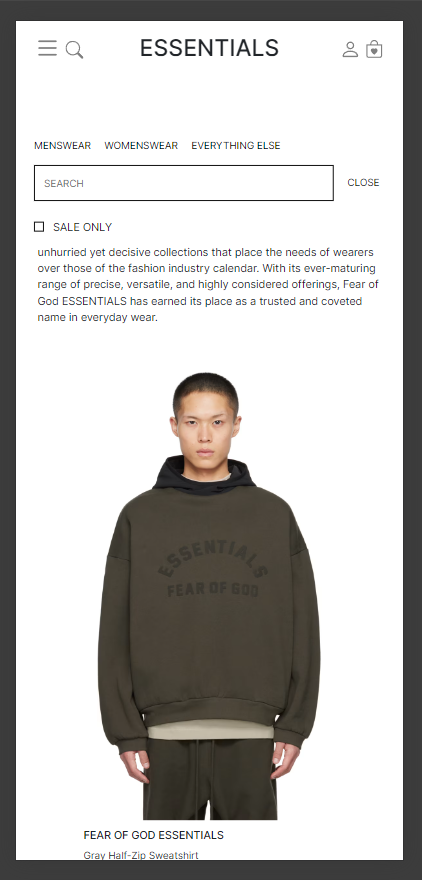 ESSENTIALS
MENSWEAR WOMENSWEAR EVERYTHING ELSE
SEARCH CLOSE
SALE ONLY
unhurried yet decisive collections that place the needs of wearers
over those of the fashion industry calendar. With its ever-maturing
range of precise, versatile, and highly considered offerings, Fear of
God ESSENTIALS has earned its place as a trusted and coveted
name in everyday wear.
ESSENTIALS
FEAR OF GOD
FEAR OF GOD ESSENTIALS
Gray Half-Zip Sweatshirt